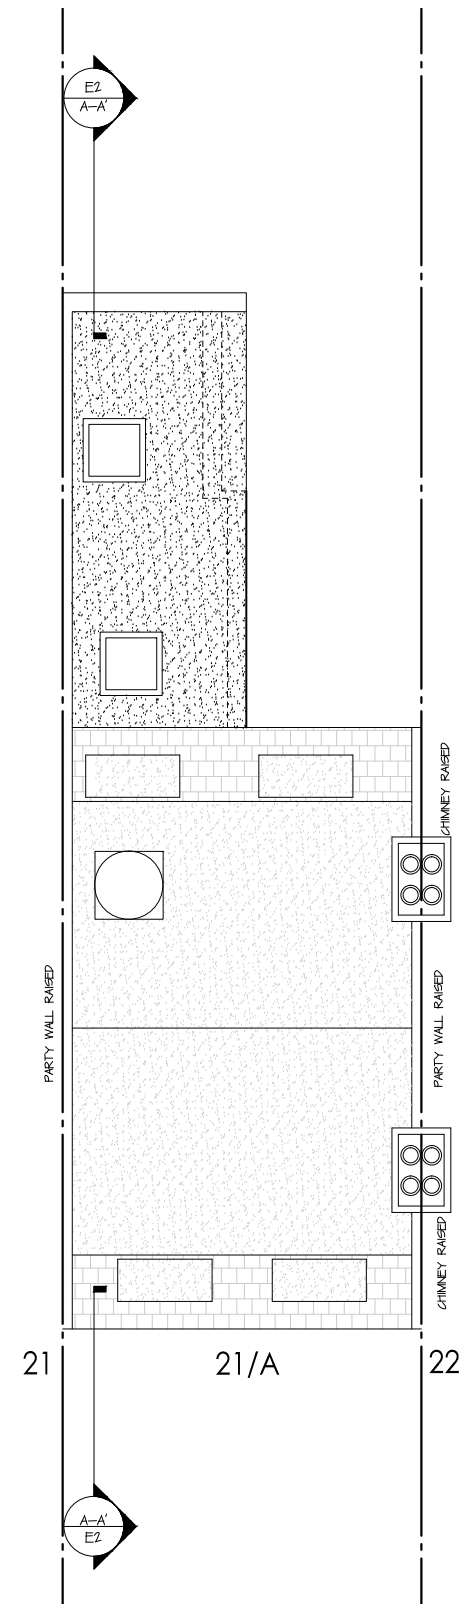 E2
A-A'
CHIMNEY RAISED
PARTY WALL RAISED
PARTY WALL RAISED
CHIMNEY RAISED
21
21/A
22
A-A'
E2